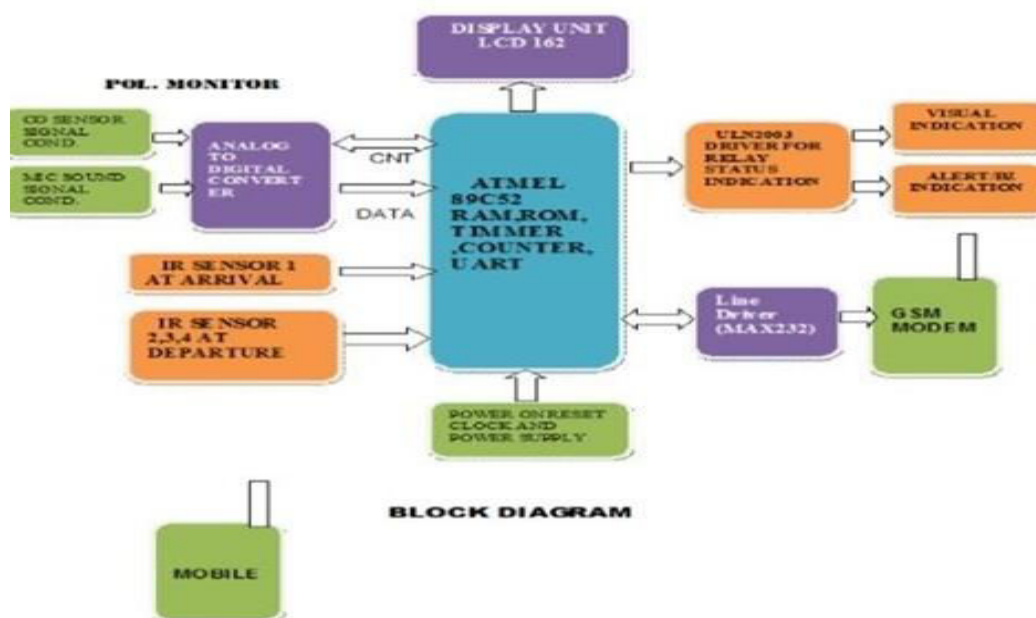 DISPLAY UNIT
LCD 162
POL. MONITOR
CO SENSOR
SIGNAL
COND.
MIC SOUND
SIGNAL
COND.
ANALOG
TO
DIGITAL
CONVERT
ER
CNT
DATA
ATMEL
89C52
RAM,ROM,
TIMMER
,COUNTER,
UART
ULN2003
DRIVER FOR
RELAY
STATUS
INDICATION
VISUAL
INDICATION
ALERT/BZ
INDICATION
IR SENSOR 1
AT ARRIVAL
IR SENSOR
2,3,4 AT
DEPARTURE
Line
Driver
(MAX232)
GSM
MODEM
POWER ON RESET
CLOCK AND
POWER SUPPLY
BLOCK DIAGRAM
MOBILE